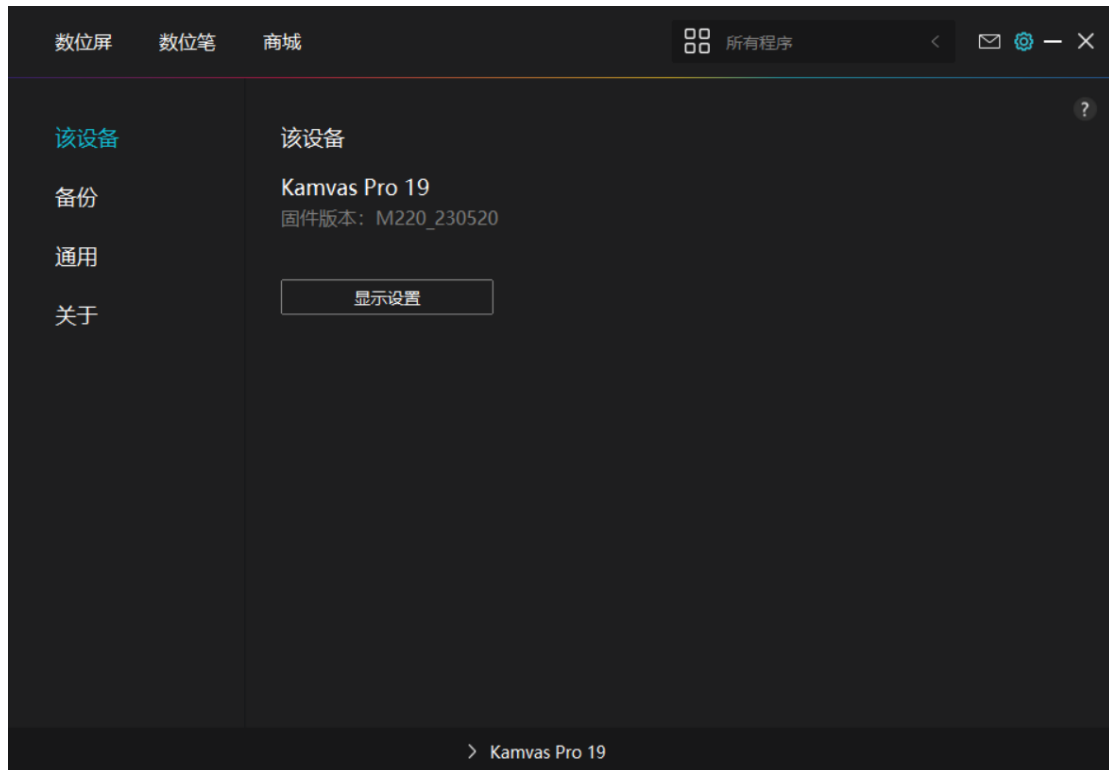 数位屏 数位笔 商城 所有程序
?
该设备 该设备
备份 Kamvas Pro 19
固件版本：M220_230520
通用
显示设置
关于
Kamvas Pro 19